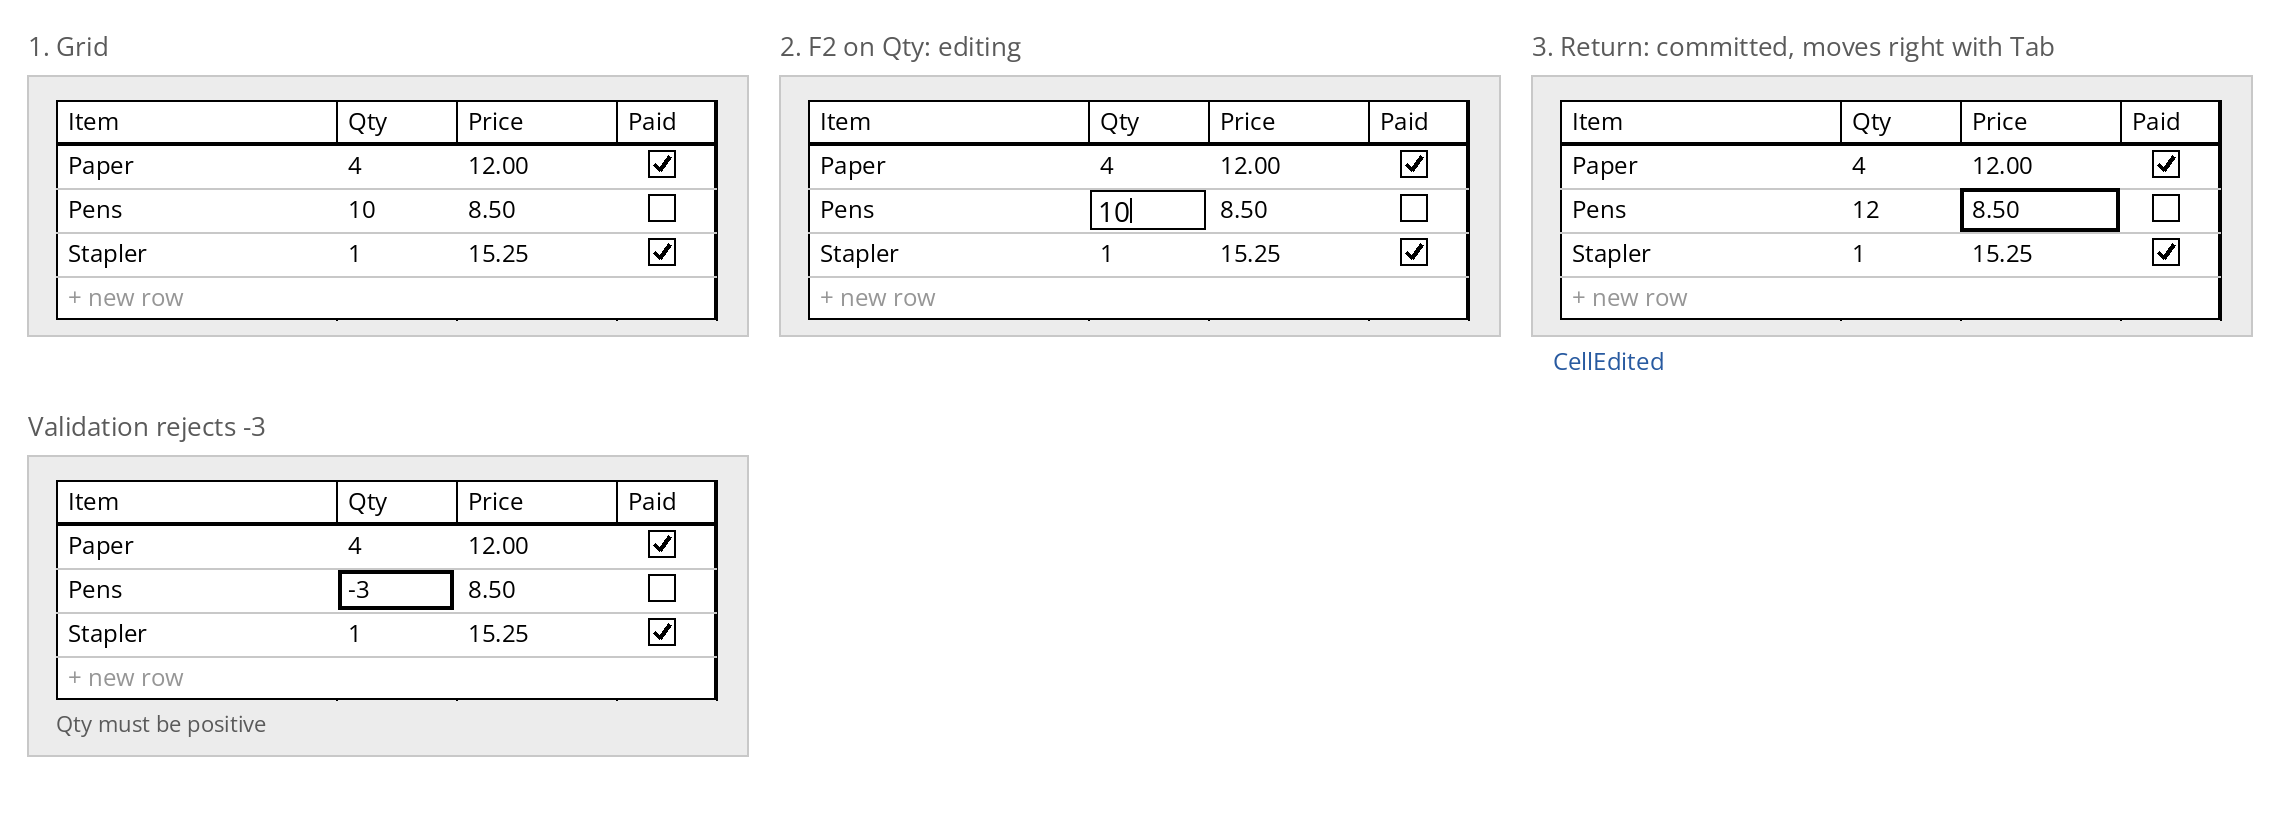 1. Grid
Item Qty Price Paid
Paper 4 12.00
Pens 10 8.50
Stapler 1 15.25
+ new row
2. F2 on Qty: editing
Item Qty Price Paid
Paper 4 12.00
Pens 10 8.50
Stapler 1 15.25
+ new row
3. Return: committed, moves right with Tab
Item Qty Price Paid
Paper 4 12.00
Pens 12 8.50
Stapler 1 15.25
+ new row
CellEdited
Validation rejects -3
Item Qty Price Paid
Paper 4 12.00
Pens -3 8.50
Stapler 1 15.25
+ new row
Qty must be positive